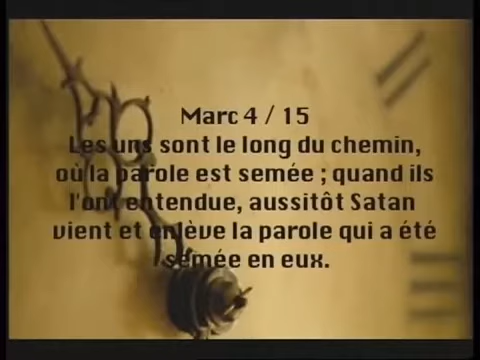 Marc 4 / 15
Les uns sont le long du chemin,
où la parole est semée ; quand ils
l'ont entendue, aussitôt Satan
vient et enlève la parole qui a été
semée en eux.